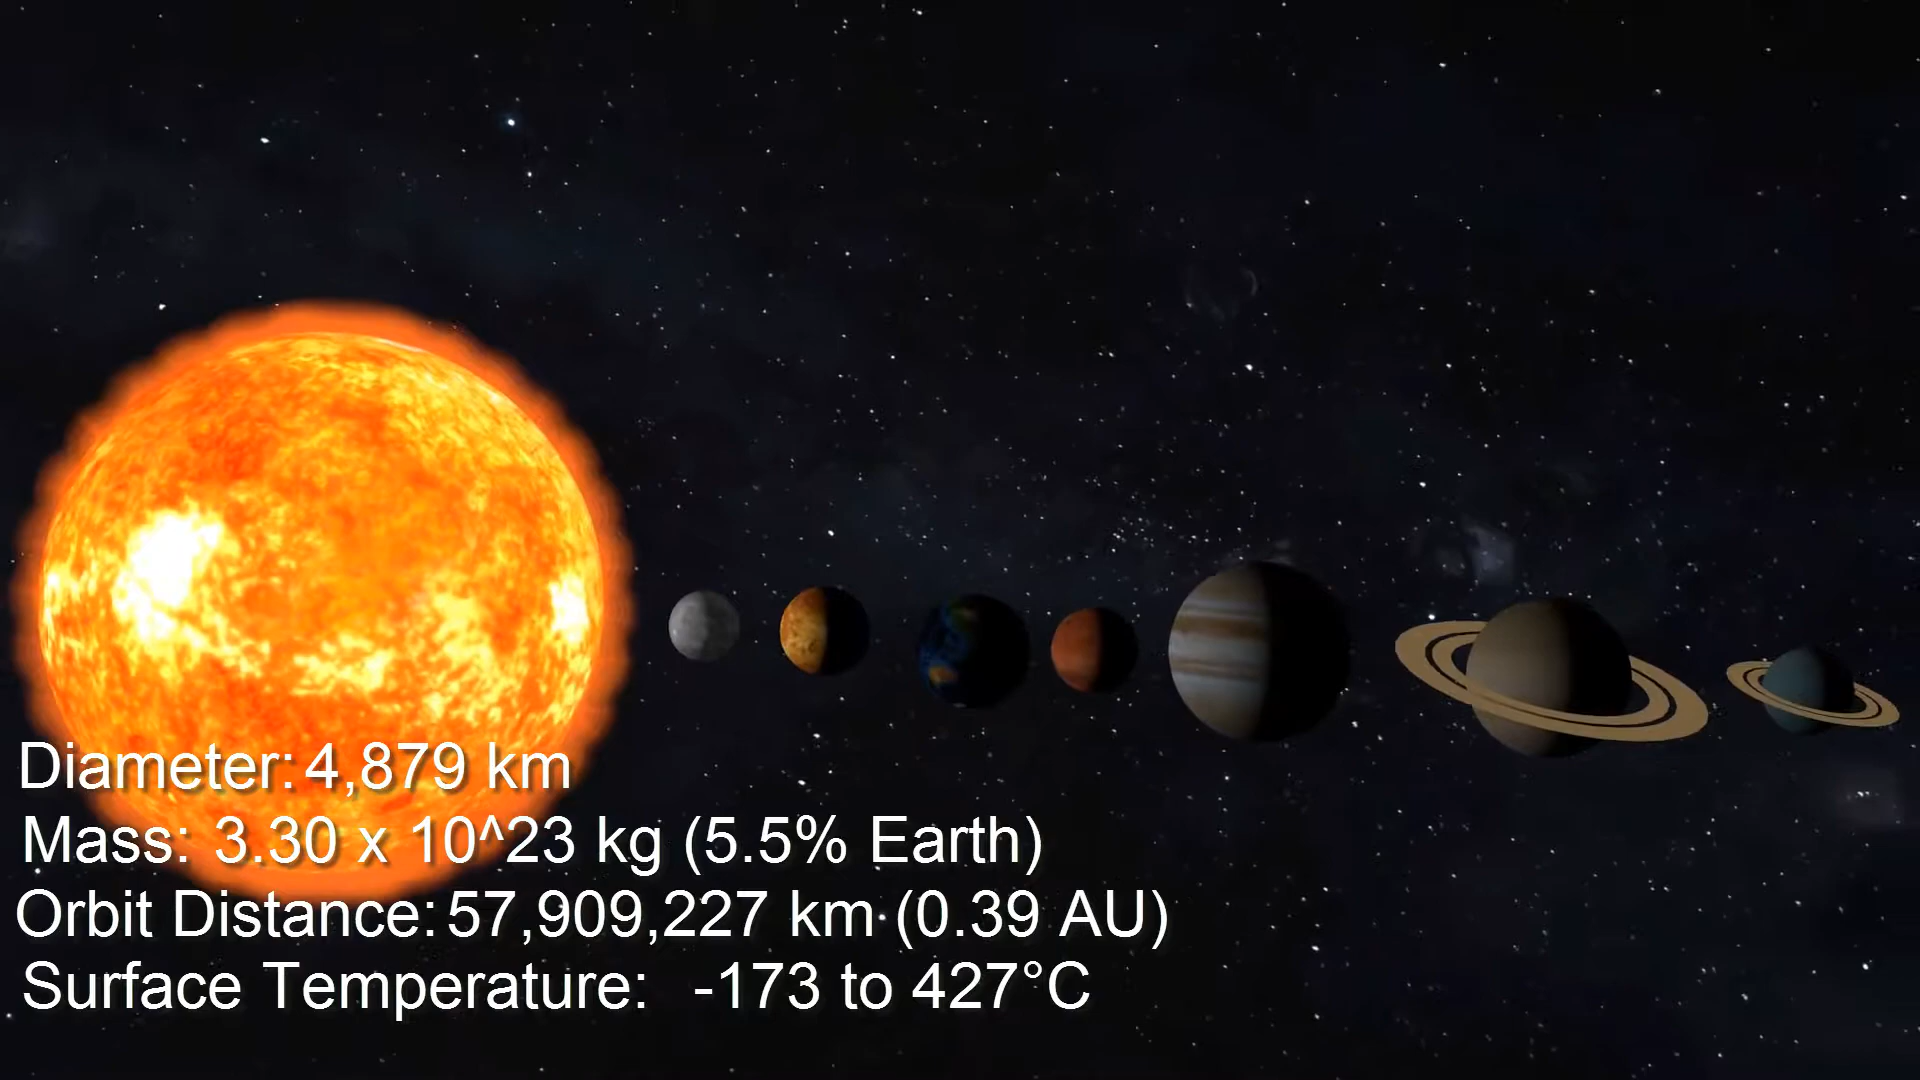 Diameter: 4,879 km
Mass: 3.30 x 10^23 kg (5.5% Earth)
Orbit Distance: 57,909,227 km (0.39 AU)
Surface Temperature: -173 to 427°C